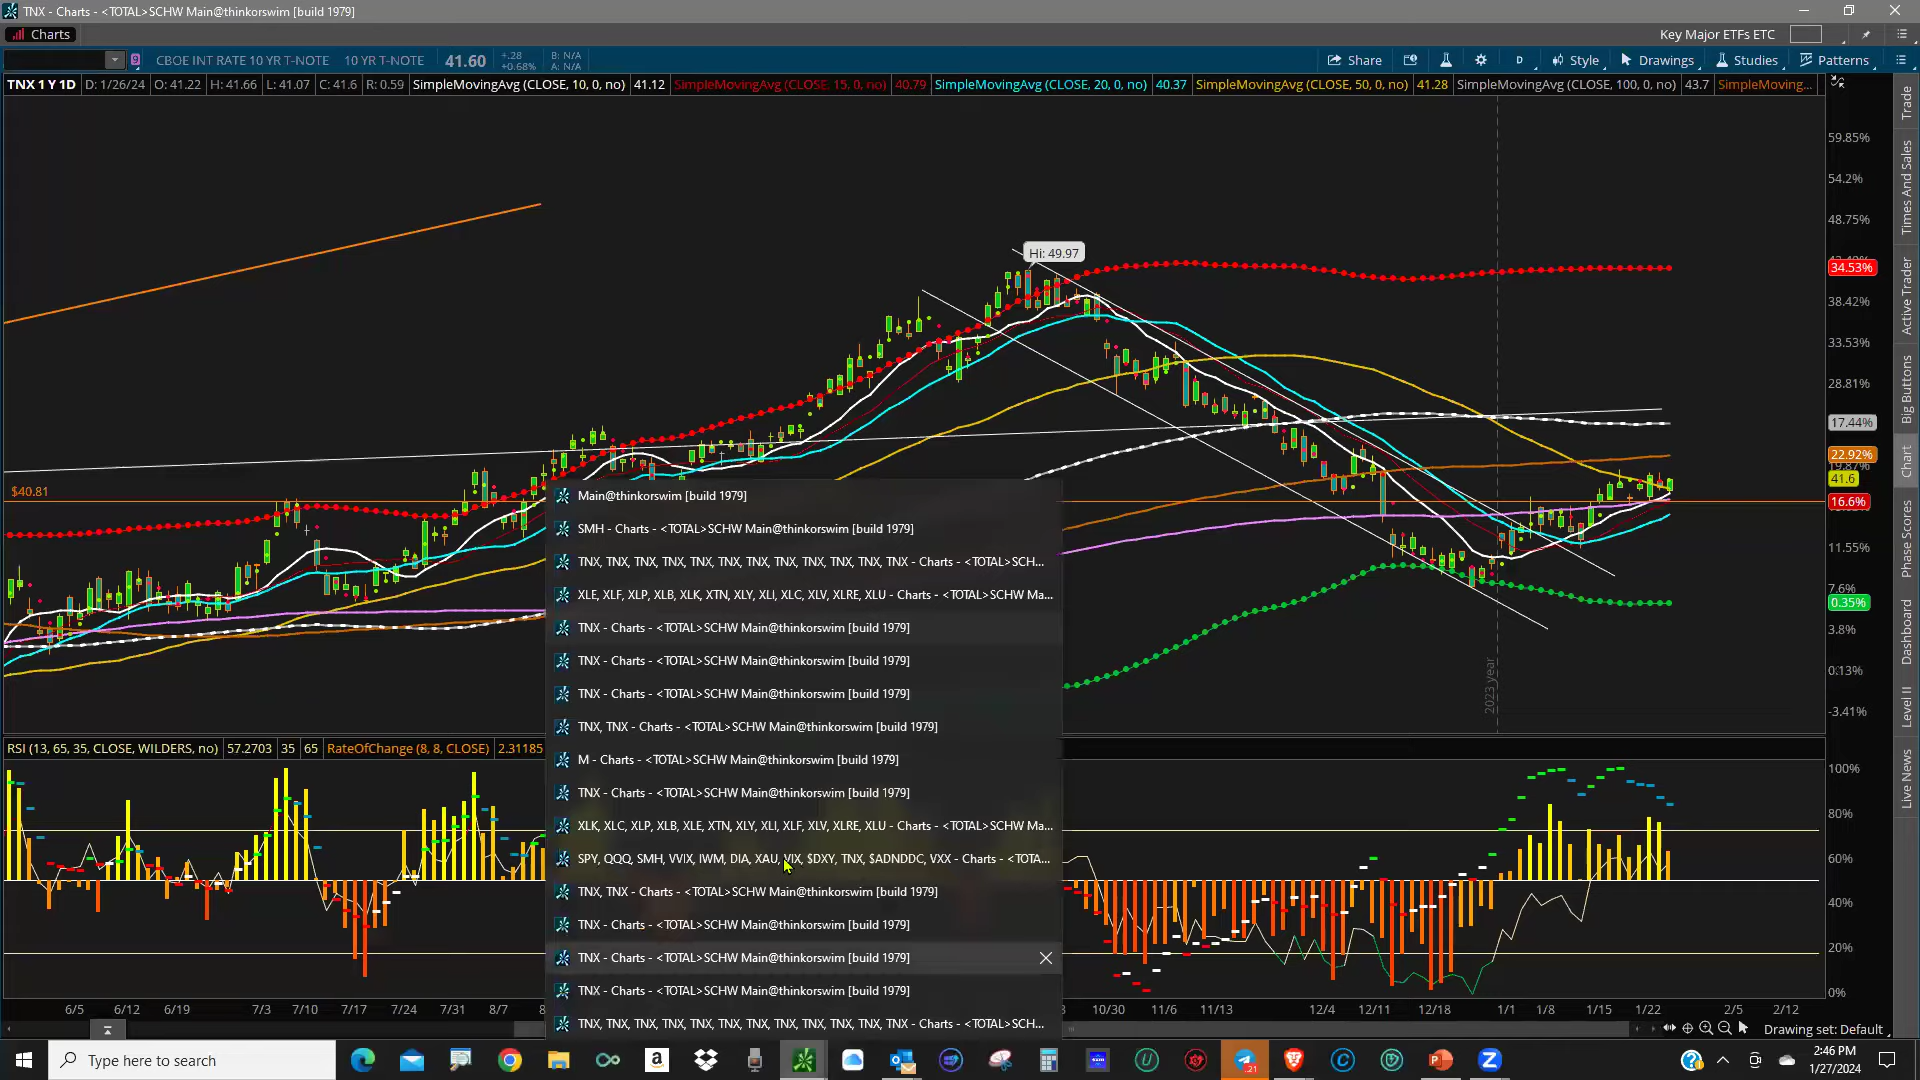 TNX - Charts - <TOTAL>SCHW Main@thinkorswim [build 1979]
Charts
Key Major ETFs ETC
9 CBOE INT RATE 10 YR T-NOTE 10 YR T-NOTE 41.60 +.28 +0.68% B: N/A A: N/A Share D Style Drawings Studies Patterns
TNX 1 Y 1D D: 1/26/24 O: 41.22 H: 41.66 L: 41.07 C: 41.6 R: 0.59 SimpleMovingAvg (CLOSE, 10, 0, no) 41.12 SimpleMovingAvg (CLOSE, 15, 0, no) 40.79 SimpleMovingAvg (CLOSE, 20, 0, no) 40.37 SimpleMovingAvg (CLOSE, 50, 0, no) 41.28 SimpleMovingAvg (CLOSE, 100, 0, no) 43.7 SimpleMoving...
59.85%
54.2%
48.75%
Hi: 49.97
34.53%
38.42%
33.53%
28.81%
17.44%
22.92%
19.87%
41.6
$40.81
16.6%
11.55%
7.6%
0.35%
3.8%
0.13%
-3.41%
2023 year
Trade
Times And Sales
Active Trader
Big Buttons
Chart
Phase Scores
Dashboard
Level II
Live News
Main@thinkorswim [build 1979]
SMH - Charts - <TOTAL>SCHW Main@thinkorswim [build 1979]
TNX, TNX, TNX, TNX, TNX, TNX, TNX, TNX, TNX, TNX, TNX, TNX - Charts - <TOTAL>SCH...
XLE, XLF, XLP, XLB, XLK, XTN, XLY, XLI, XLC, XLV, XLRE, XLU - Charts - <TOTAL>SCHW Ma...
TNX - Charts - <TOTAL>SCHW Main@thinkorswim [build 1979]
TNX - Charts - <TOTAL>SCHW Main@thinkorswim [build 1979]
TNX - Charts - <TOTAL>SCHW Main@thinkorswim [build 1979]
TNX, TNX - Charts - <TOTAL>SCHW Main@thinkorswim [build 1979]
M - Charts - <TOTAL>SCHW Main@thinkorswim [build 1979]
TNX - Charts - <TOTAL>SCHW Main@thinkorswim [build 1979]
XLK, XLC, XLP, XLB, XLE, XTN, XLY, XLI, XLF, XLV, XLRE, XLU - Charts - <TOTAL>SCHW Ma...
SPY, QQQ, SMH, VVIX, IWM, DIA, XAU, VIX, $DXY, TNX, $ADNDDC, VXX - Charts - <TOTA...
TNX, TNX - Charts - <TOTAL>SCHW Main@thinkorswim [build 1979]
TNX - Charts - <TOTAL>SCHW Main@thinkorswim [build 1979]
TNX - Charts - <TOTAL>SCHW Main@thinkorswim [build 1979]
TNX - Charts - <TOTAL>SCHW Main@thinkorswim [build 1979]
TNX, TNX, TNX, TNX, TNX, TNX, TNX, TNX, TNX, TNX, TNX, TNX - Charts - <TOTAL>SCH...
RSI (13, 65, 35, CLOSE, WILDERS, no) 57.2703 35 65 RateOfChange (8, 8, CLOSE) 2.31185
100%
80%
60%
40%
20%
0%
6/5 6/12 6/19 7/3 7/10 7/17 7/24 7/31 8/7 10/30 11/6 11/13 12/4 12/11 12/18 1/1 1/8 1/15 1/22 2/5 2/12
Drawing set: Default
Type here to search
21
2:46 PM
1/27/2024